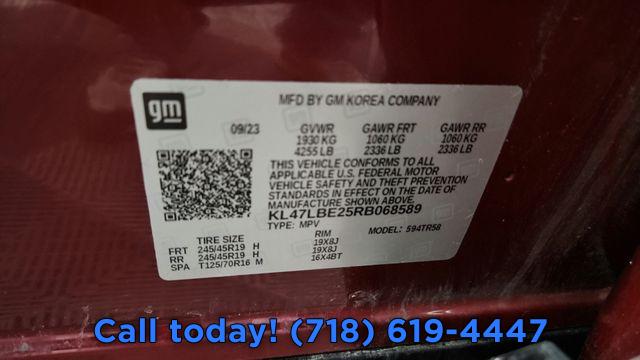 gm
MFD BY GM KOREA COMPANY
09/23 GVWR GAWR FRT GAWR RR
1930 KG 1060 KG 1060 KG
4255 LB 2336 LB 2336 LB
THIS VEHICLE CONFORMS TO ALL
APPLICABLE U.S. FEDERAL MOTOR
VEHICLE SAFETY AND THEFT PREVENTION
STANDARDS IN EFFECT ON THE DATE OF
MANUFACTURE SHOWN ABOVE.
KL47LBE25RB068589
TYPE: MPV MODEL: 594TR58
TIRE SIZE RIM
FRT 245/45R19 H 19X8J
RR 245/45R19 H 19X8J
SPA T125/70R16 M 16X4BT
Call today! (718) 619-4447